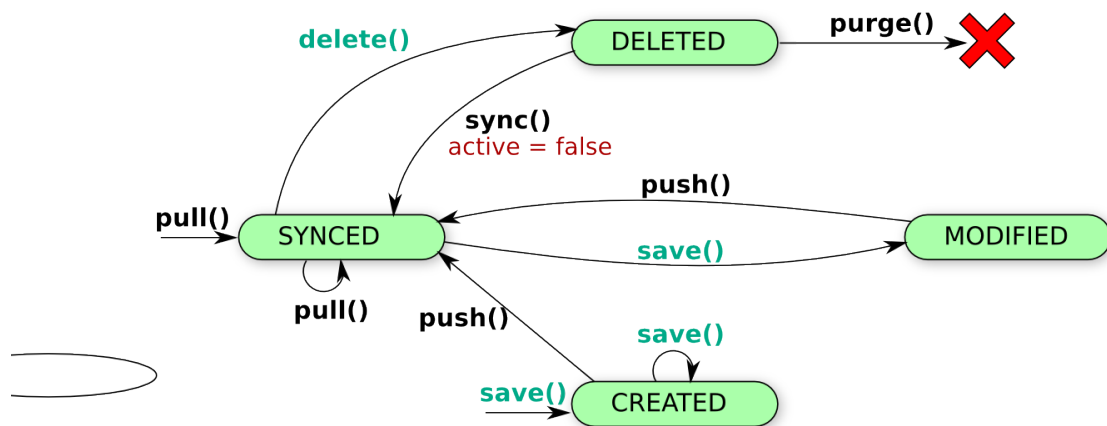 purge()
delete()
DELETED
sync()
active = false
push()
pull()
SYNCED
MODIFIED
save()
pull()
push()
save()
save()
CREATED